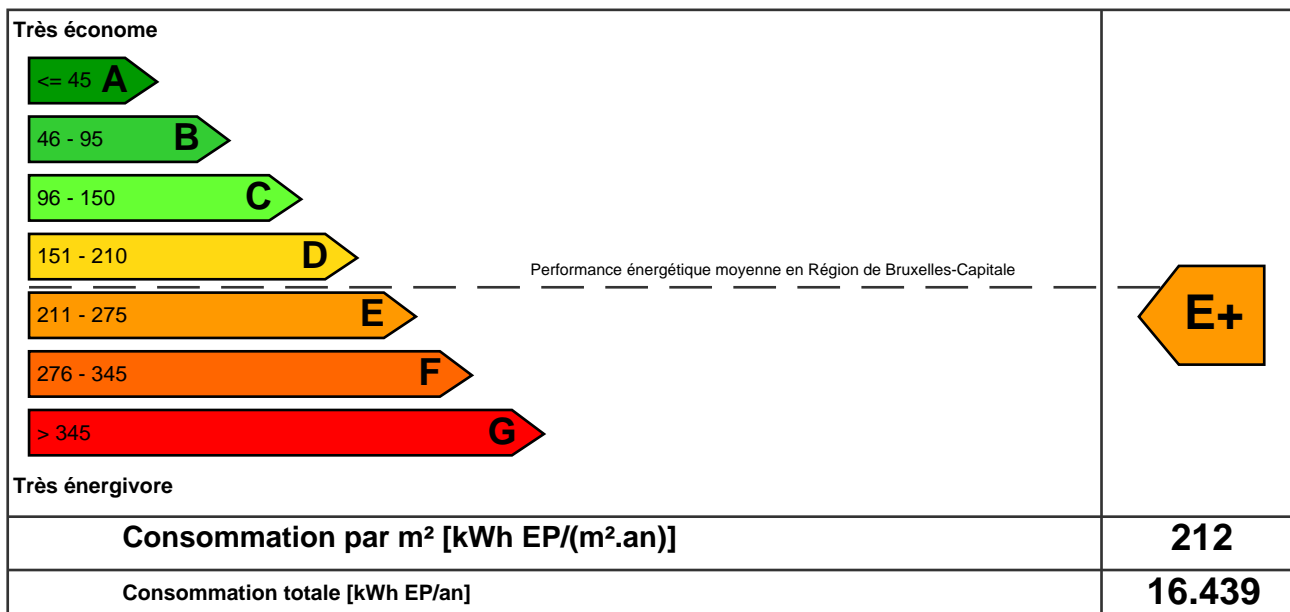 Très économe
<= 45 A
46 - 95 B
96 - 150 C
151 - 210 D
Performance énergétique moyenne en Région de Bruxelles-Capitale
211 - 275 E
E+
276 - 345 F
> 345 G
Très énergivore
Consommation par m² [kWh EP/(m².an)] 212
Consommation totale [kWh EP/an] 16.439